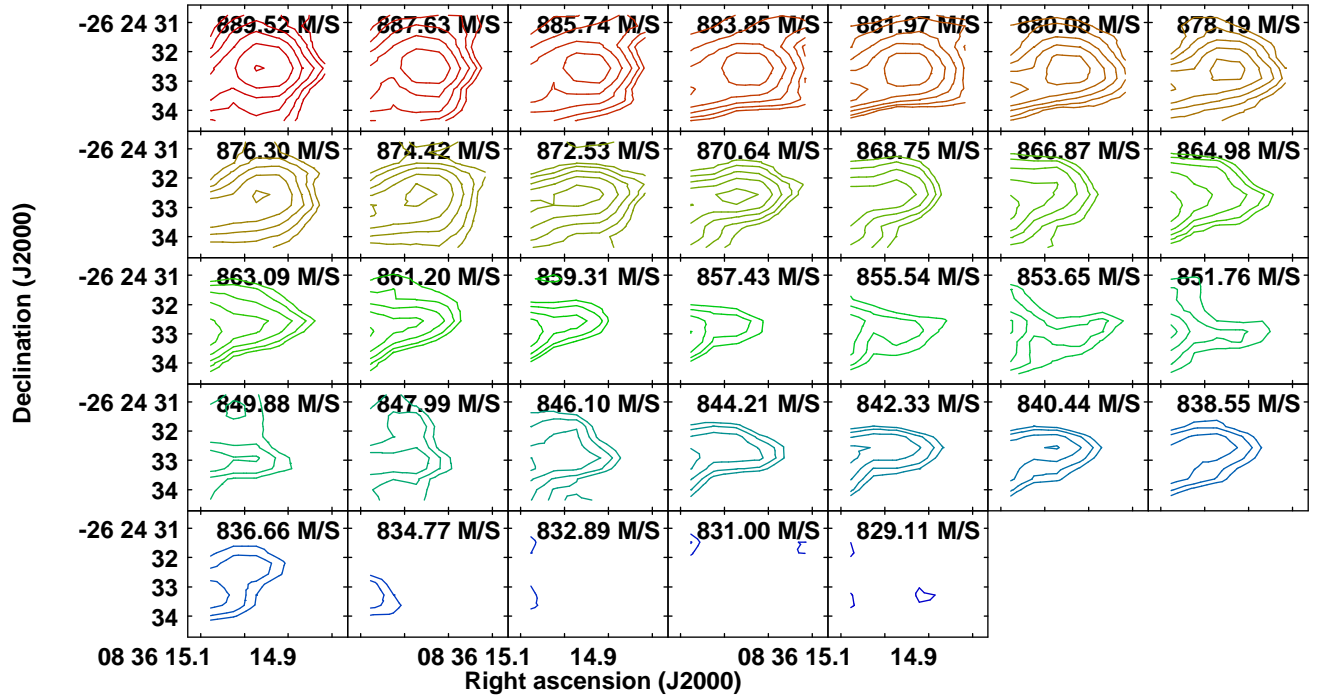 -26 24 31 889.52 M/S 887.63 M/S 885.74 M/S 883.85 M/S 881.97 M/S 880.08 M/S 878.19 M/S
32
33
34
-26 24 31 876.30 M/S 874.42 M/S 872.53 M/S 870.64 M/S 868.75 M/S 866.87 M/S 864.98 M/S
32
33
34
Declination (J2000)
-26 24 31 863.09 M/S 861.20 M/S 859.31 M/S 857.43 M/S 855.54 M/S 853.65 M/S 851.76 M/S
32
33
34
-26 24 31 849.88 M/S 847.99 M/S 846.10 M/S 844.21 M/S 842.33 M/S 840.44 M/S 838.55 M/S
32
33
34
-26 24 31 836.66 M/S 834.77 M/S 832.89 M/S 831.00 M/S 829.11 M/S
32
33
34
08 36 15.1 14.9 08 36 15.1 14.9 08 36 15.1 14.9
Right ascension (J2000)